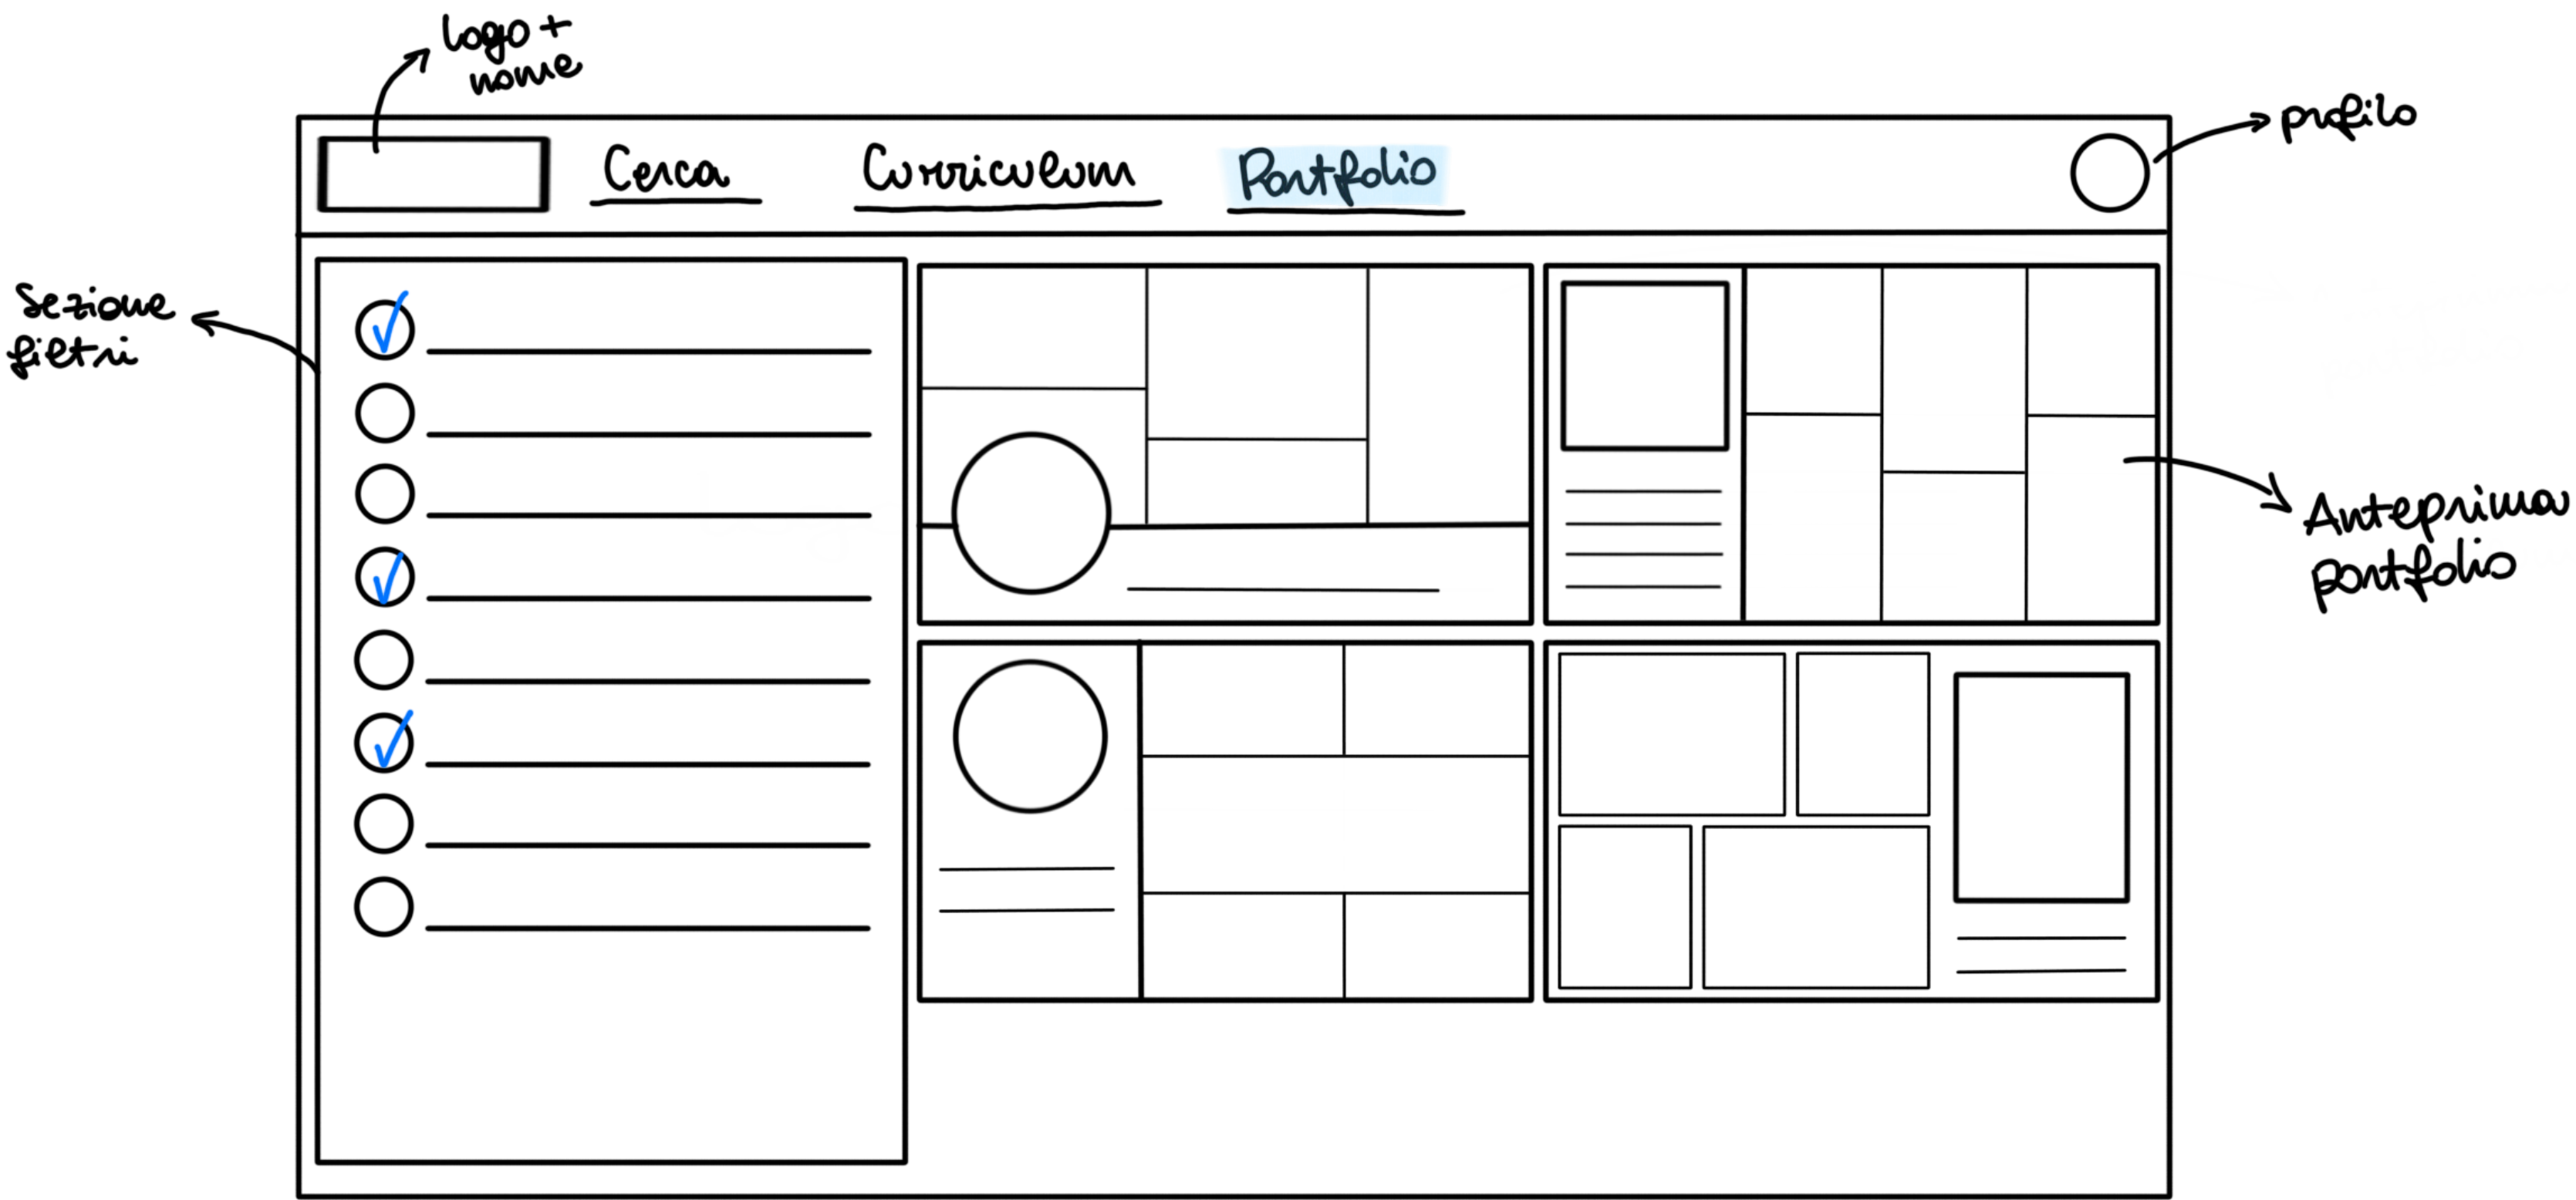 Logo +
nome
profilo
Cerca
Curriculum
Portfolio
Sezione
filtri
Anteprima
portfolio